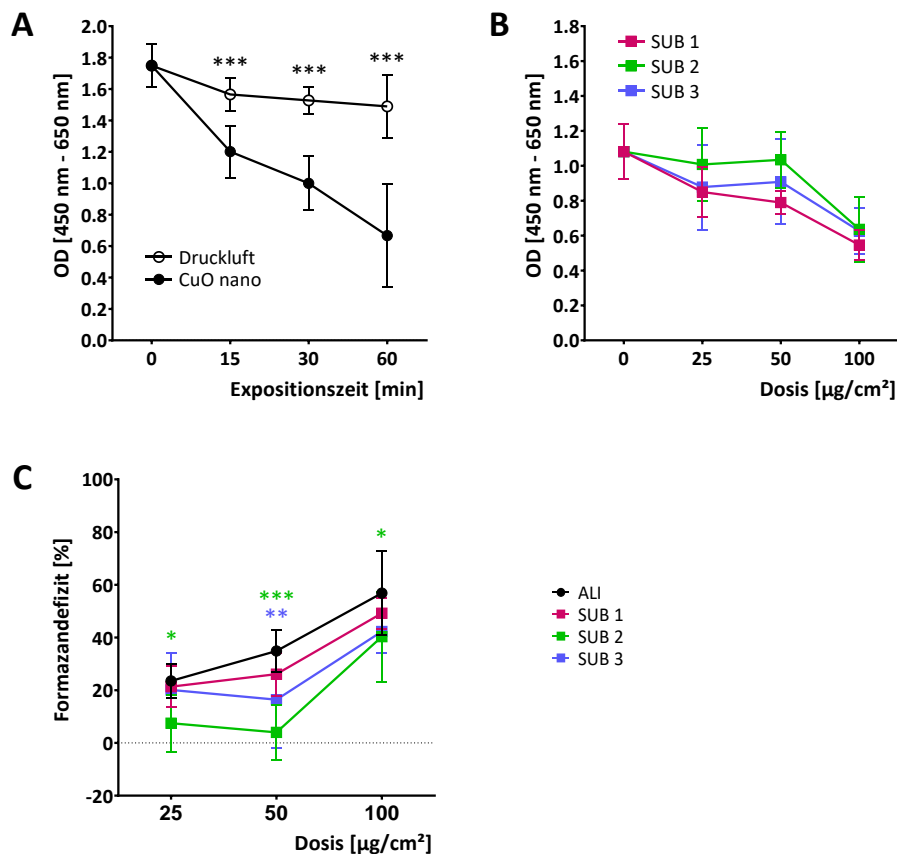 A
OD [450 nm - 650 nm]
2.0
1.8
1.6
1.4
1.2
1.0
0.8
0.6
0.4
0.2
0.0
*** *** ***
Druckluft
CuO nano
0 15 30 60
Expositionszeit [min]
B
OD [450 nm - 650 nm]
2.0
1.8
1.6
1.4
1.2
1.0
0.8
0.6
0.4
0.2
0.0
SUB 1
SUB 2
SUB 3
0 25 50 100
Dosis [µg/cm²]
C
Formazandefizit [%]
100
80
60
40
20
0
-20
*
***
**
*
25 50 100
Dosis [µg/cm²]
ALI
SUB 1
SUB 2
SUB 3